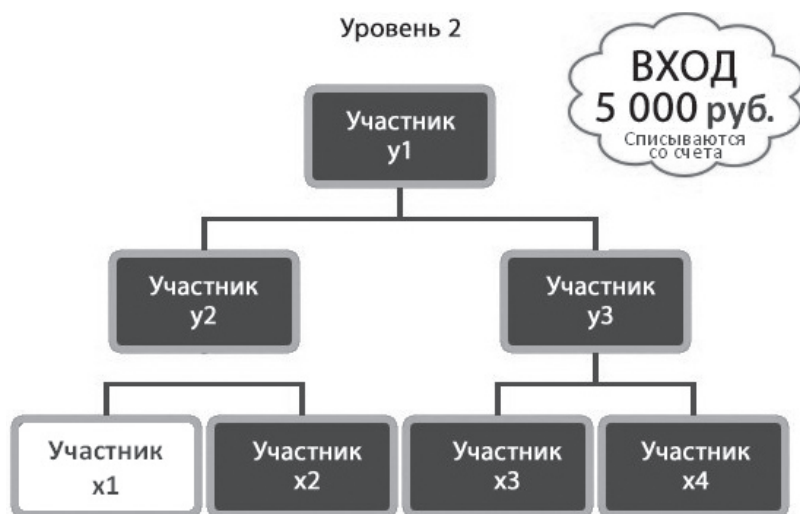 Уровень 2
ВХОД
5 000 руб.
Списываются
со счета
Участник
у1
Участник
у2
Участник
у3
Участник
х1
Участник
х2
Участник
х3
Участник
х4